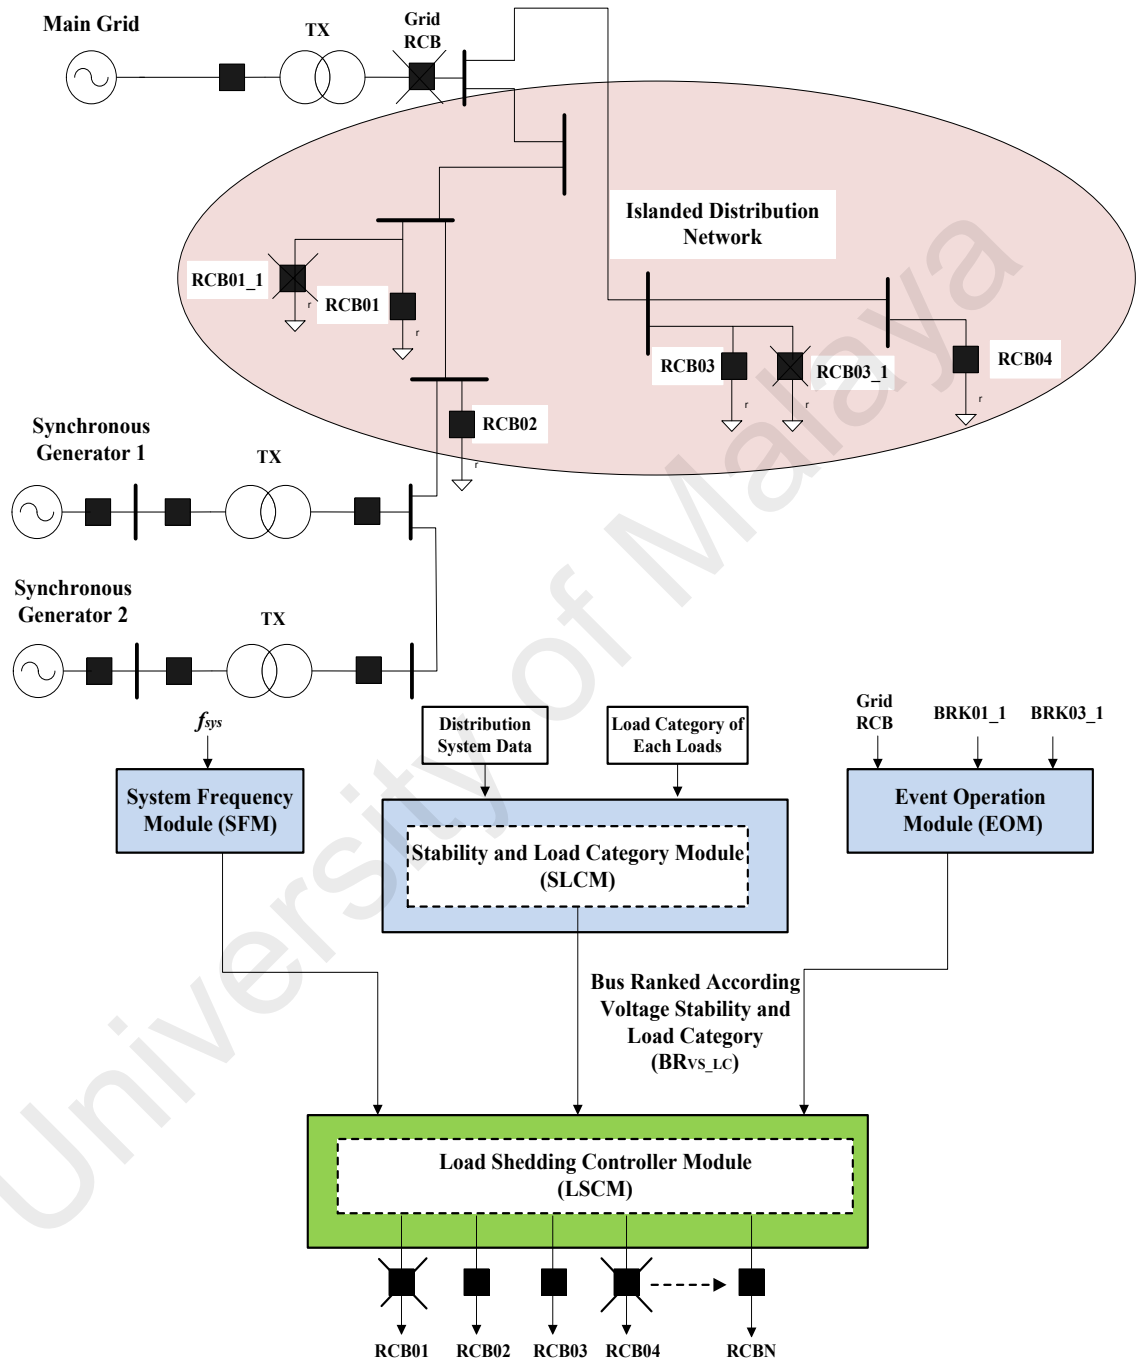 Main Grid
TX
Grid
RCB
Islanded Distribution
Network
RCB01_1
RCB01
r
r
RCB03
RCB03_1
RCB04
r
r
r
RCB02
r
Synchronous
Generator 1
TX
Synchronous
Generator 2
TX
fsys
Distribution
System Data
Load Category of
Each Loads
Grid
RCB
BRK01_1
BRK03_1
System Frequency
Module (SFM)
Stability and Load Category Module
(SLCM)
Event Operation
Module (EOM)
Bus Ranked According
Voltage Stability and
Load Category
(BRVS_LC)
Load Shedding Controller Module
(LSCM)
RCB01
RCB02
RCB03
RCB04
RCBN
University of Malaya